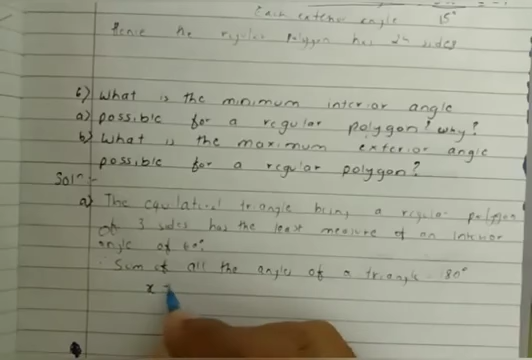 Each exterior angle 15°
Hence the regular polygon has 24 sides
6) What is the minimum interior angle
a) possible for a regular polygon? why?
b) What is the maximum exterior angle
possible for a regular polygon?
Solⁿ:-
a) The equilateral triangle being a regular polygon
of 3 sides has the least measure of an interior
angle of 60°
Sum of all the angles of a triangle 180°
x =